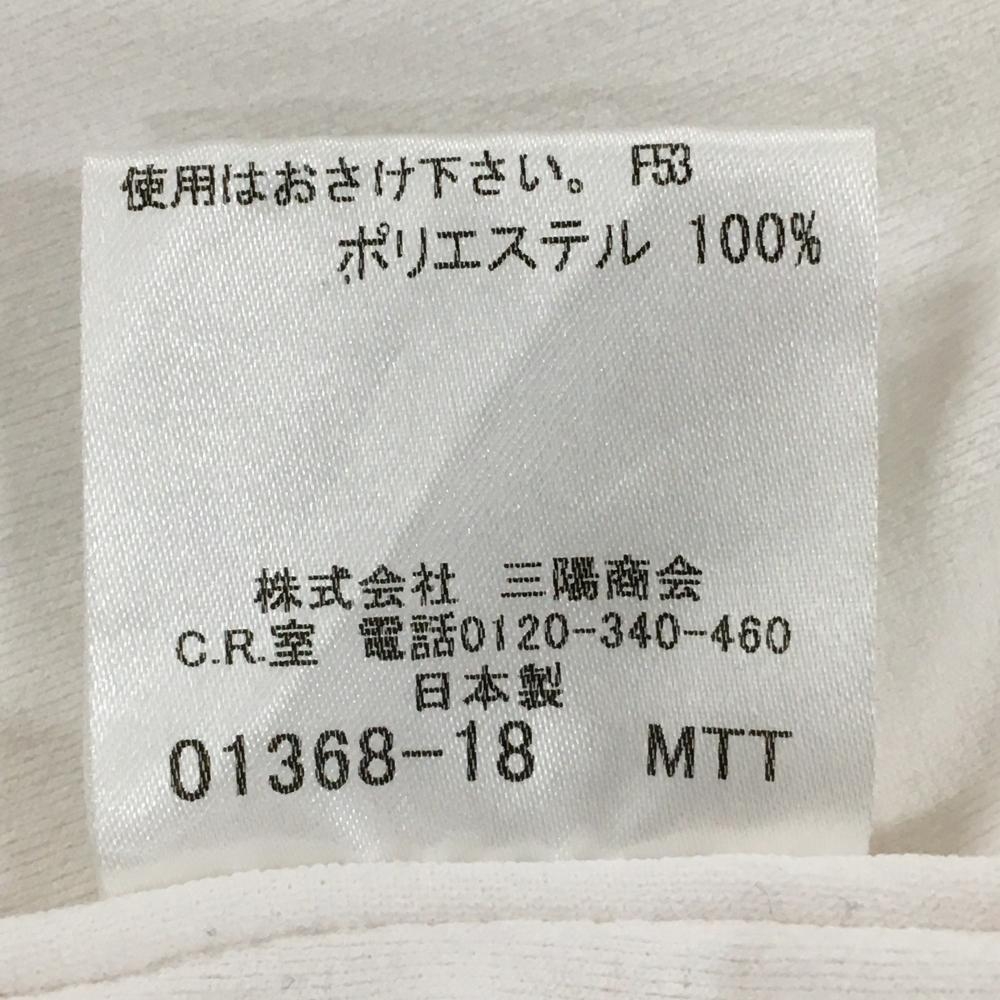 使用はおさけ下さい。 F53
ポリエステル 100%
株式会社 三陽商会
C.R.室 電話0120-340-460
日本製
01368-18 MTT